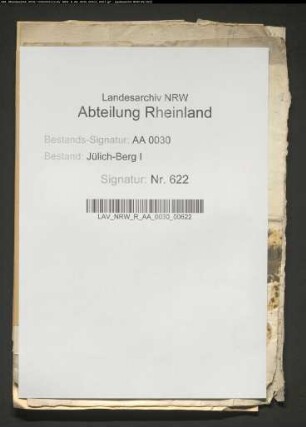 Landesarchiv NRW
Abteilung Rheinland
Bestands-Signatur: AA 0030
Bestand: Jülich-Berg I
Signatur: Nr. 622
LAV_NRW_R_AA_0030_00622